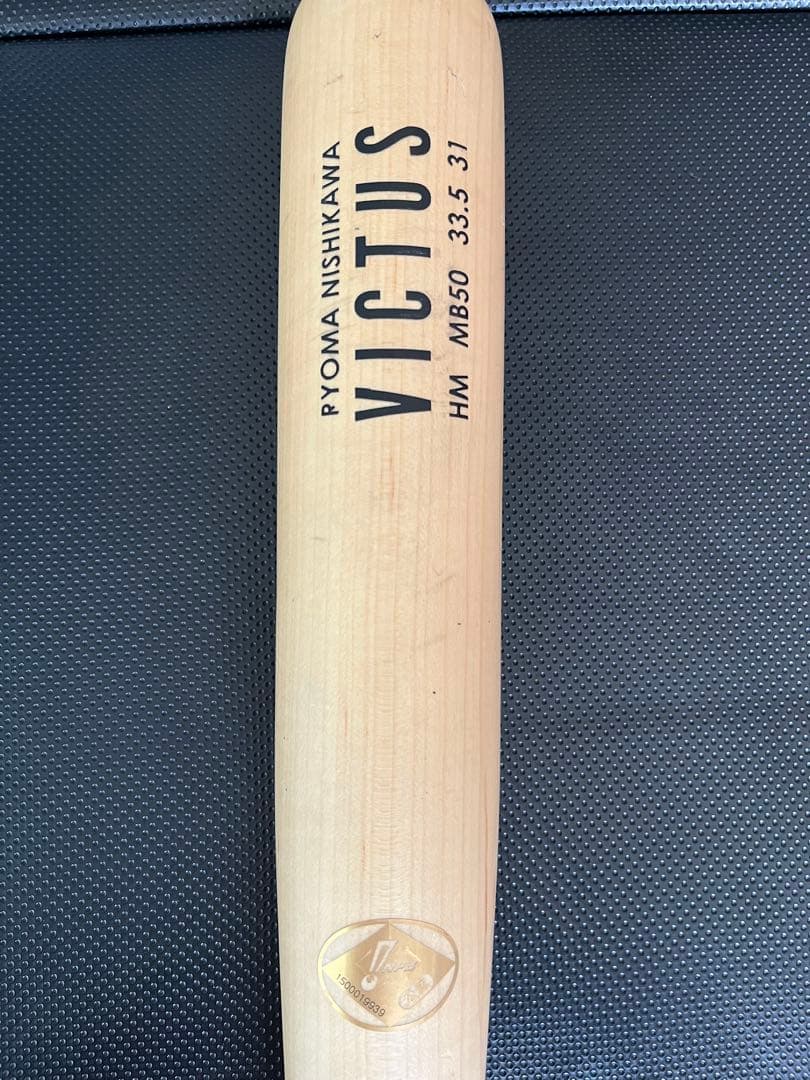 RYOMA NISHIKAWA
VICTUS
HM MB50 33.5 31
1500019939